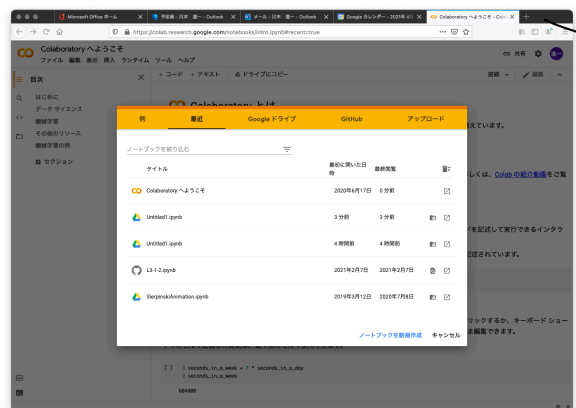 Microsoft Office ホーム
予定表 - 只木 進一 - Outlook
メール - 只木 進一 - Outlook
Google カレンダー - 2021年 4月
Colaboratory へようこそ - Colab
https://colab.research.google.com/notebooks/intro.ipynb#recent=true
Colaboratory へようこそ
ファイル 編集 表示 挿入 ランタイム ツール ヘルプ
共有
目次
+ コード + テキスト ドライブにコピー
接続
編集
はじめに
データ サイエンス
機械学習
その他のリソース
機械学習の例
セクション
Colaboratory とは
例 最近 Google ドライブ GitHub アップロード
ノートブックを絞り込む
タイトル 最初に開いた日時 最終閲覧
Colaboratory へようこそ 2020年6月17日 0 分前
Untitled1.ipynb 3 分前 3 分前
Untitled1.ipynb 4 時間前 4 時間前
L3-1-2.ipynb 2021年2月7日 2021年2月7日
SierpinskiAnimation.ipynb 2019年3月12日 2020年7月8日
ノートブックを新規作成 キャンセル
えています。
しくは、Colab の紹介動画をご覧
ドを記述して実行できるインタラ
記述されています。
リックするか、キーボード ショー
ま編集できます。
[ ] 1 seconds_in_a_week = 7 * seconds_in_a_day
2 seconds_in_a_week
604800